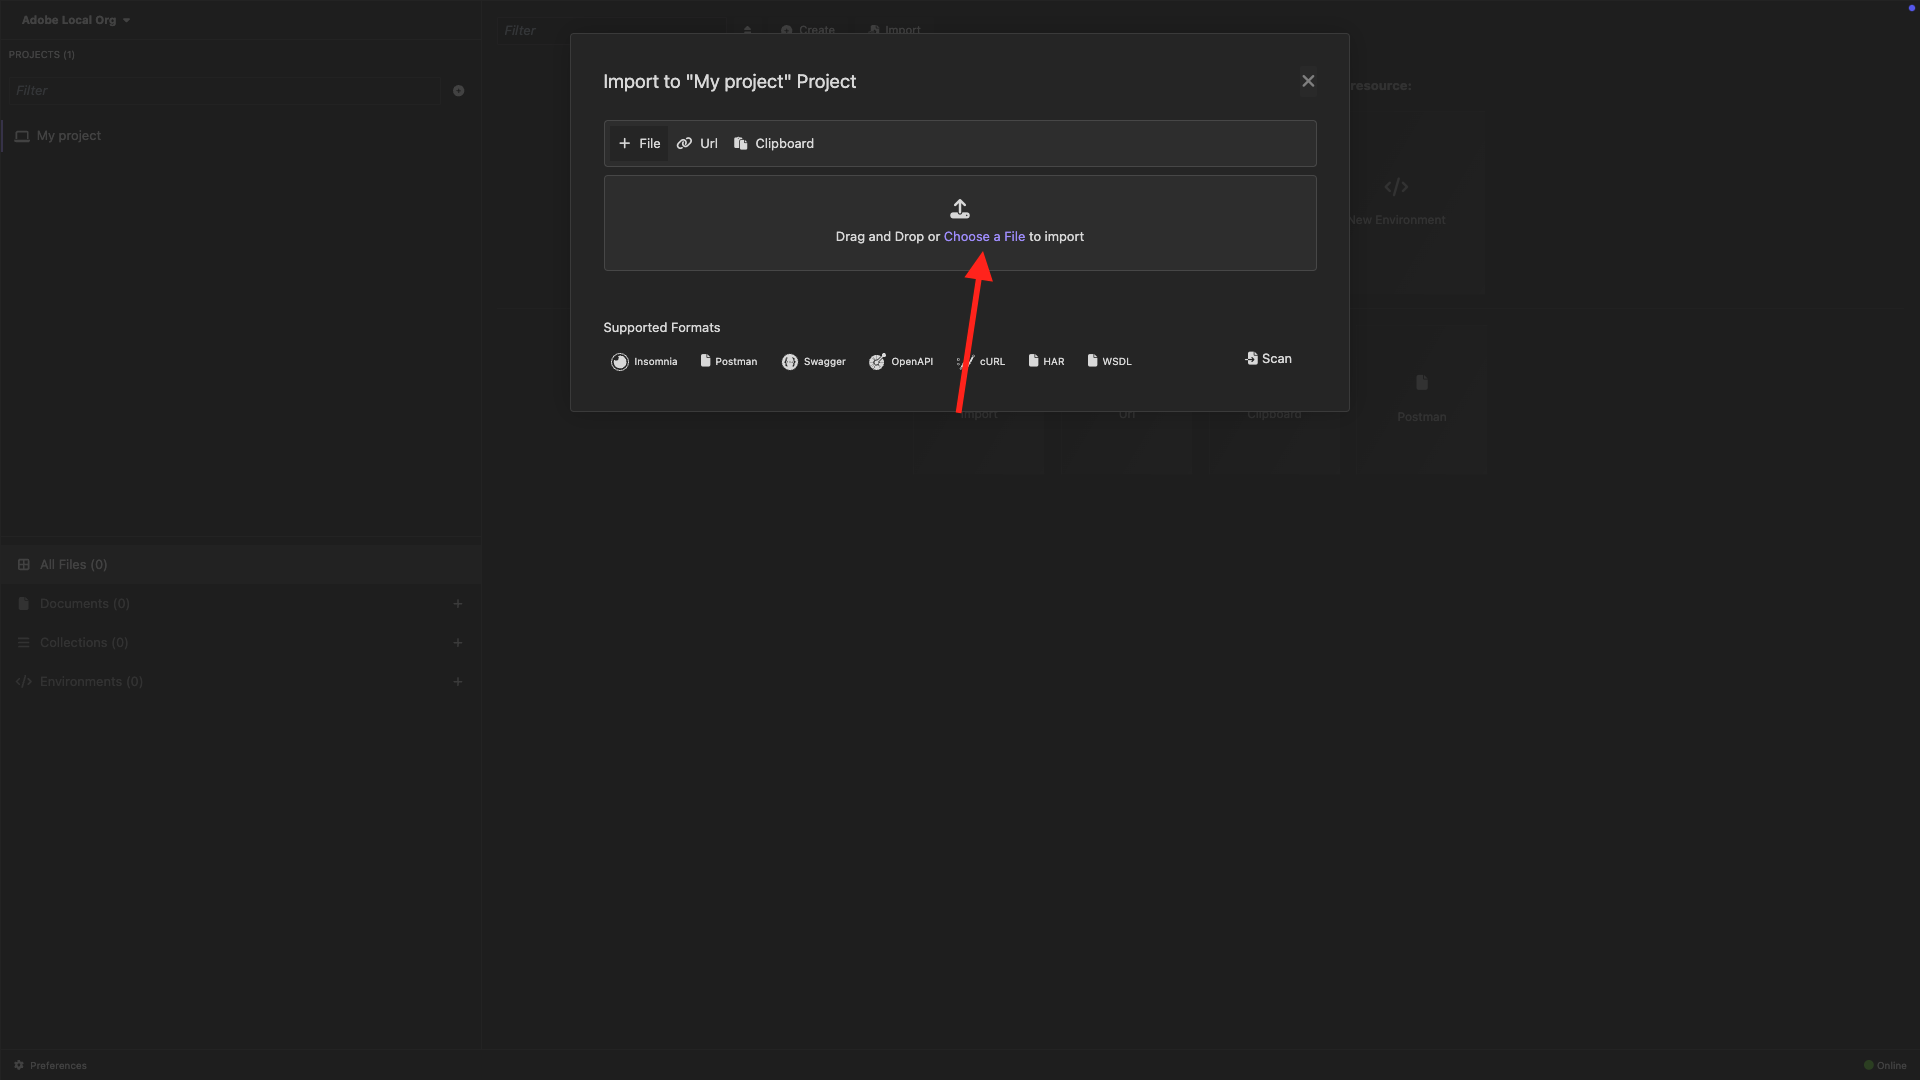 Adobe Local Org
PROJECTS (1)
Filter
My project
All Files (0)
Documents (0)
Collections (0)
Environments (0)
Preferences
Filter
Create
Import
resource:
New Environment
Import to "My project" Project
File
Url
Clipboard
Drag and Drop or Choose a File to import
Supported Formats
Insomnia
Postman
Swagger
OpenAPI
cURL
HAR
WSDL
Scan
Import
Url
Clipboard
Postman
Online